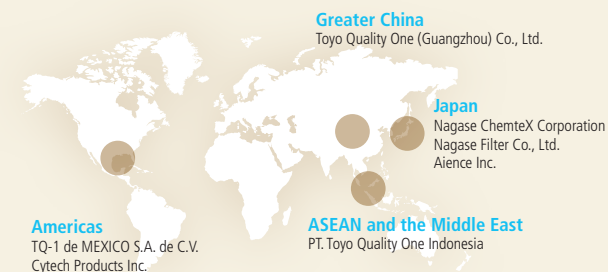 Greater China
Toyo Quality One (Guangzhou) Co., Ltd.
Japan
Nagase ChemteX Corporation
Nagase Filter Co., Ltd.
Aience Inc.
Americas
TQ-1 de MEXICO S.A. de C.V.
Cytech Products Inc.
ASEAN and the Middle East
PT. Toyo Quality One Indonesia